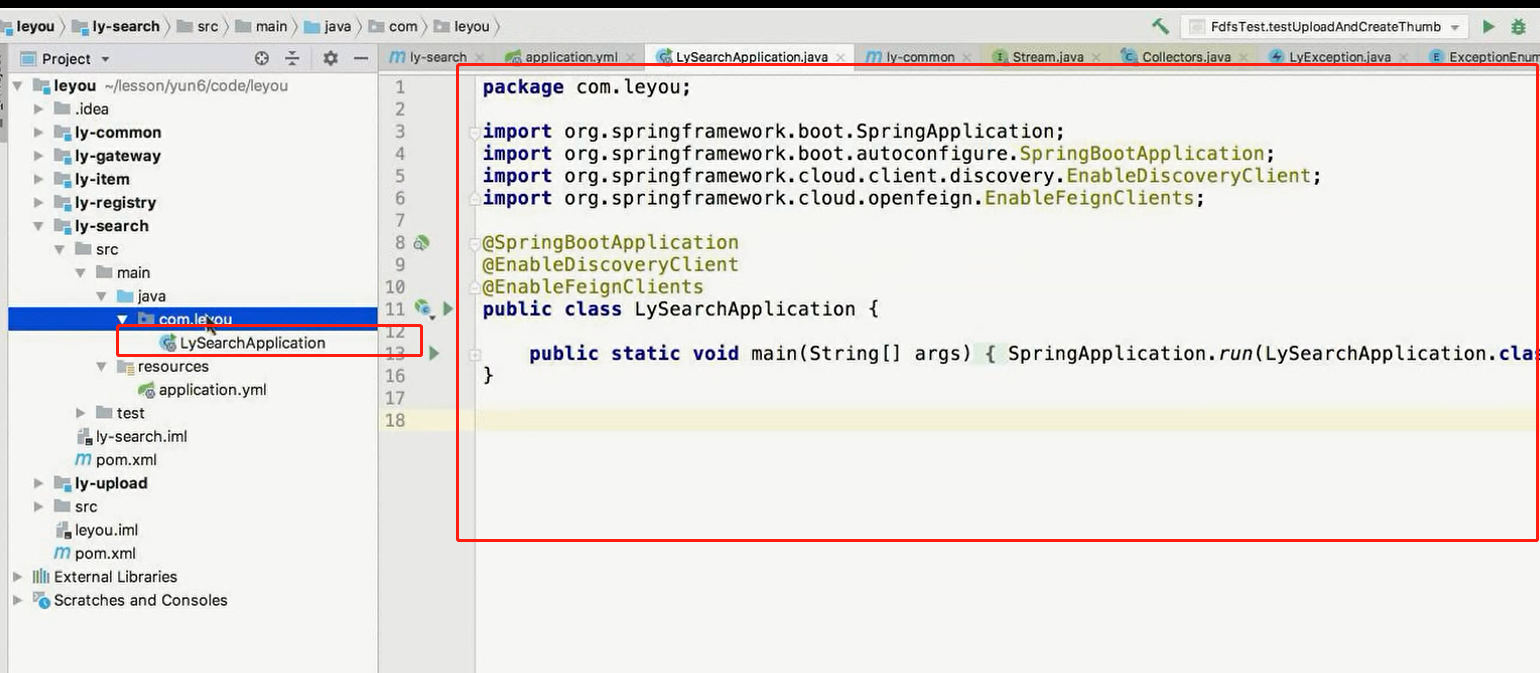 leyou ly-search src main java com leyou FdfsTest.testUploadAndCreateThumb
Project
ly-search application.yml LySearchApplication.java ly-common Stream.java Collectors.java LyException.java ExceptionEnum
leyou ~/lesson/yun6/code/leyou
.idea
ly-common
ly-gateway
ly-item
ly-registry
ly-search
src
main
java
com.leyou
LySearchApplication
resources
application.yml
test
ly-search.iml
pom.xml
ly-upload
src
leyou.iml
pom.xml
External Libraries
Scratches and Consoles
1 package com.leyou;
2
3 import org.springframework.boot.SpringApplication;
4 import org.springframework.boot.autoconfigure.SpringBootApplication;
5 import org.springframework.cloud.client.discovery.EnableDiscoveryClient;
6 import org.springframework.cloud.openfeign.EnableFeignClients;
7
8 @SpringBootApplication
9 @EnableDiscoveryClient
10 @EnableFeignClients
11 public class LySearchApplication {
12
13 public static void main(String[] args) { SpringApplication.run(LySearchApplication.clas
16 }
17
18